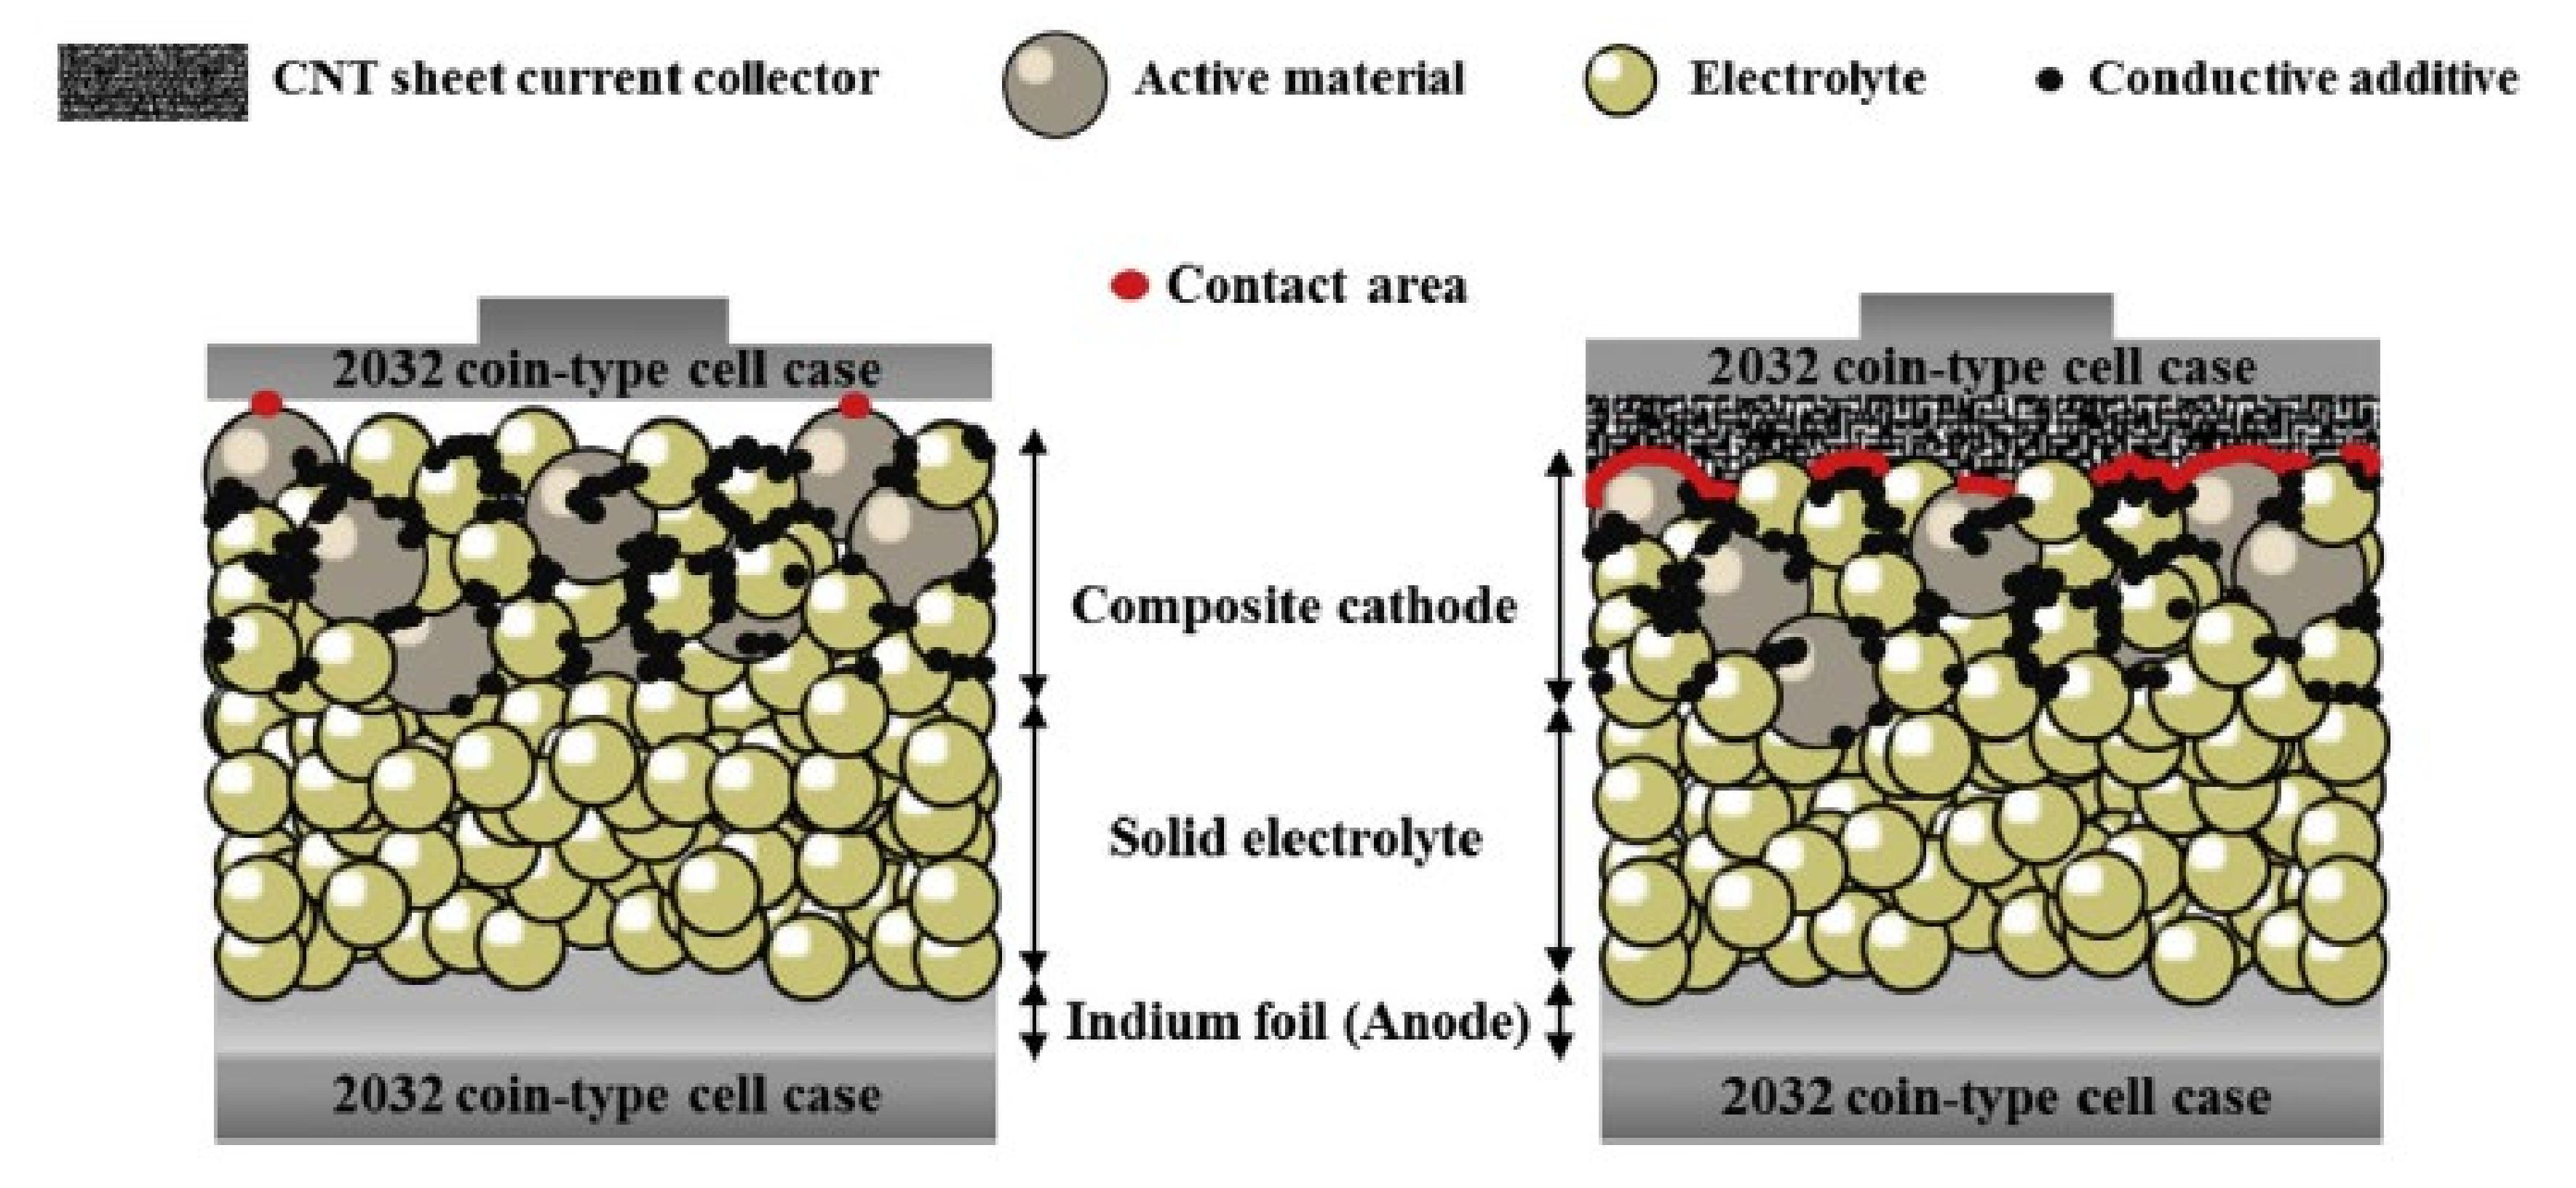 CNT sheet current collector
Active material
Electrolyte
Conductive additive
Contact area
2032 coin-type cell case
2032 coin-type cell case
Composite cathode
Solid electrolyte
Indium foil (Anode)
2032 coin-type cell case
2032 coin-type cell case